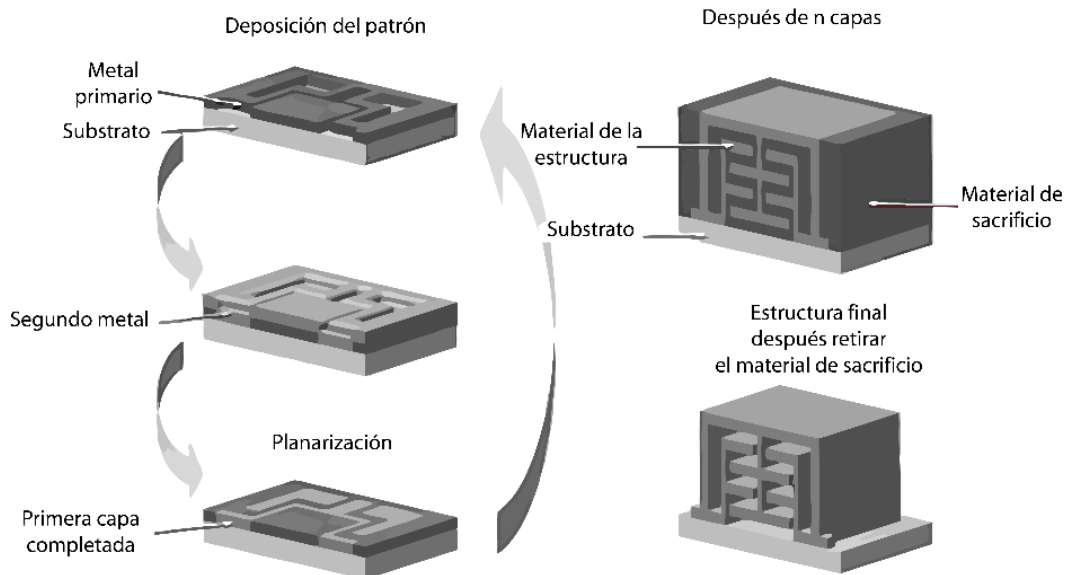 Deposición del patrón
Metal
primario
Substrato
Segundo metal
Planarización
Primera capa
completada
Después de n capas
Material de la
estructura
Substrato
Material de
sacrificio
Estructura final
después retirar
el material de sacrificio